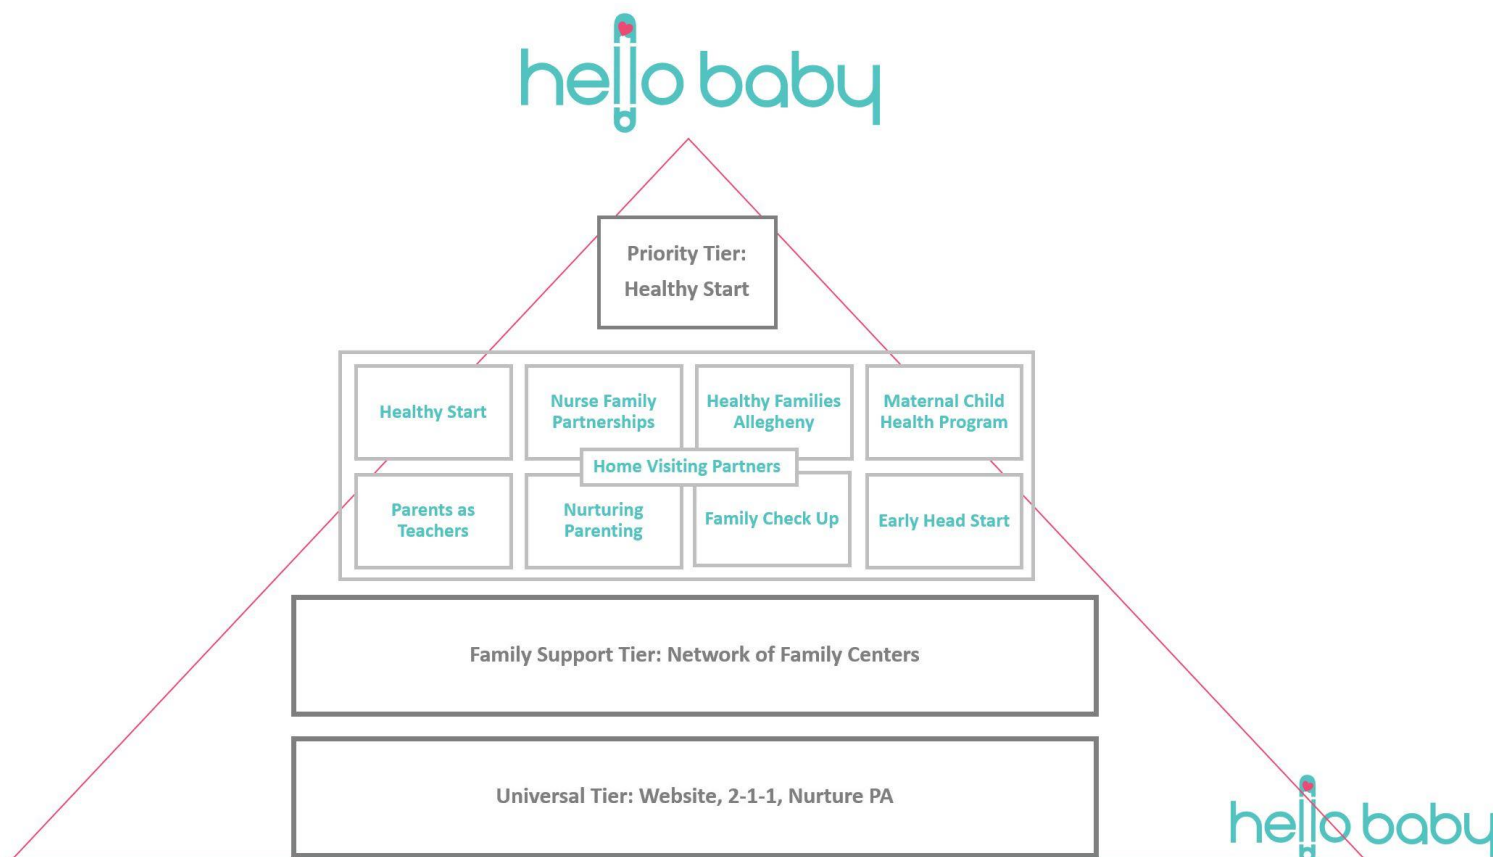 hello baby
Priority Tier:
Healthy Start
Healthy Start
Nurse Family
Partnerships
Healthy Families
Allegheny
Maternal Child
Health Program
Home Visiting Partners
Parents as
Teachers
Nurturing
Parenting
Family Check Up
Early Head Start
Family Support Tier: Network of Family Centers
Universal Tier: Website, 2-1-1, Nurture PA
hello baby